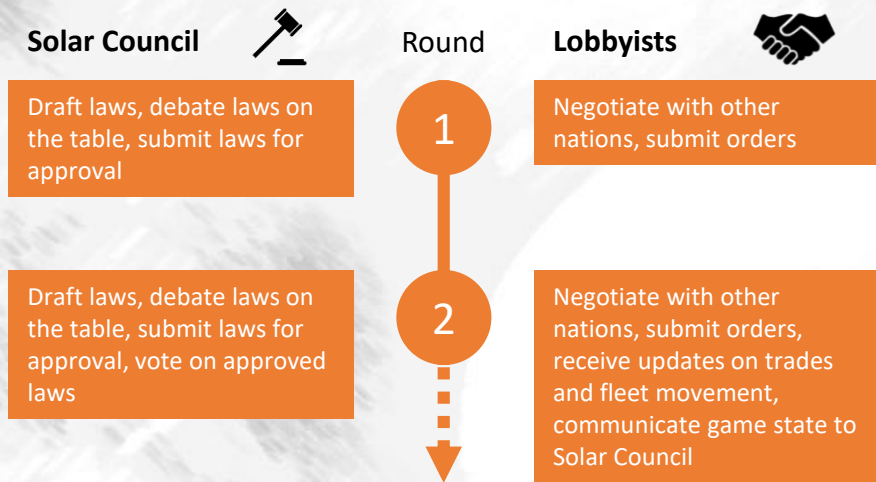 Solar Council
Round
Lobbyists
Draft laws, debate laws on
the table, submit laws for
approval
1
Negotiate with other
nations, submit orders
Draft laws, debate laws on
the table, submit laws for
approval, vote on approved
laws
2
Negotiate with other
nations, submit orders,
receive updates on trades
and fleet movement,
communicate game state to
Solar Council